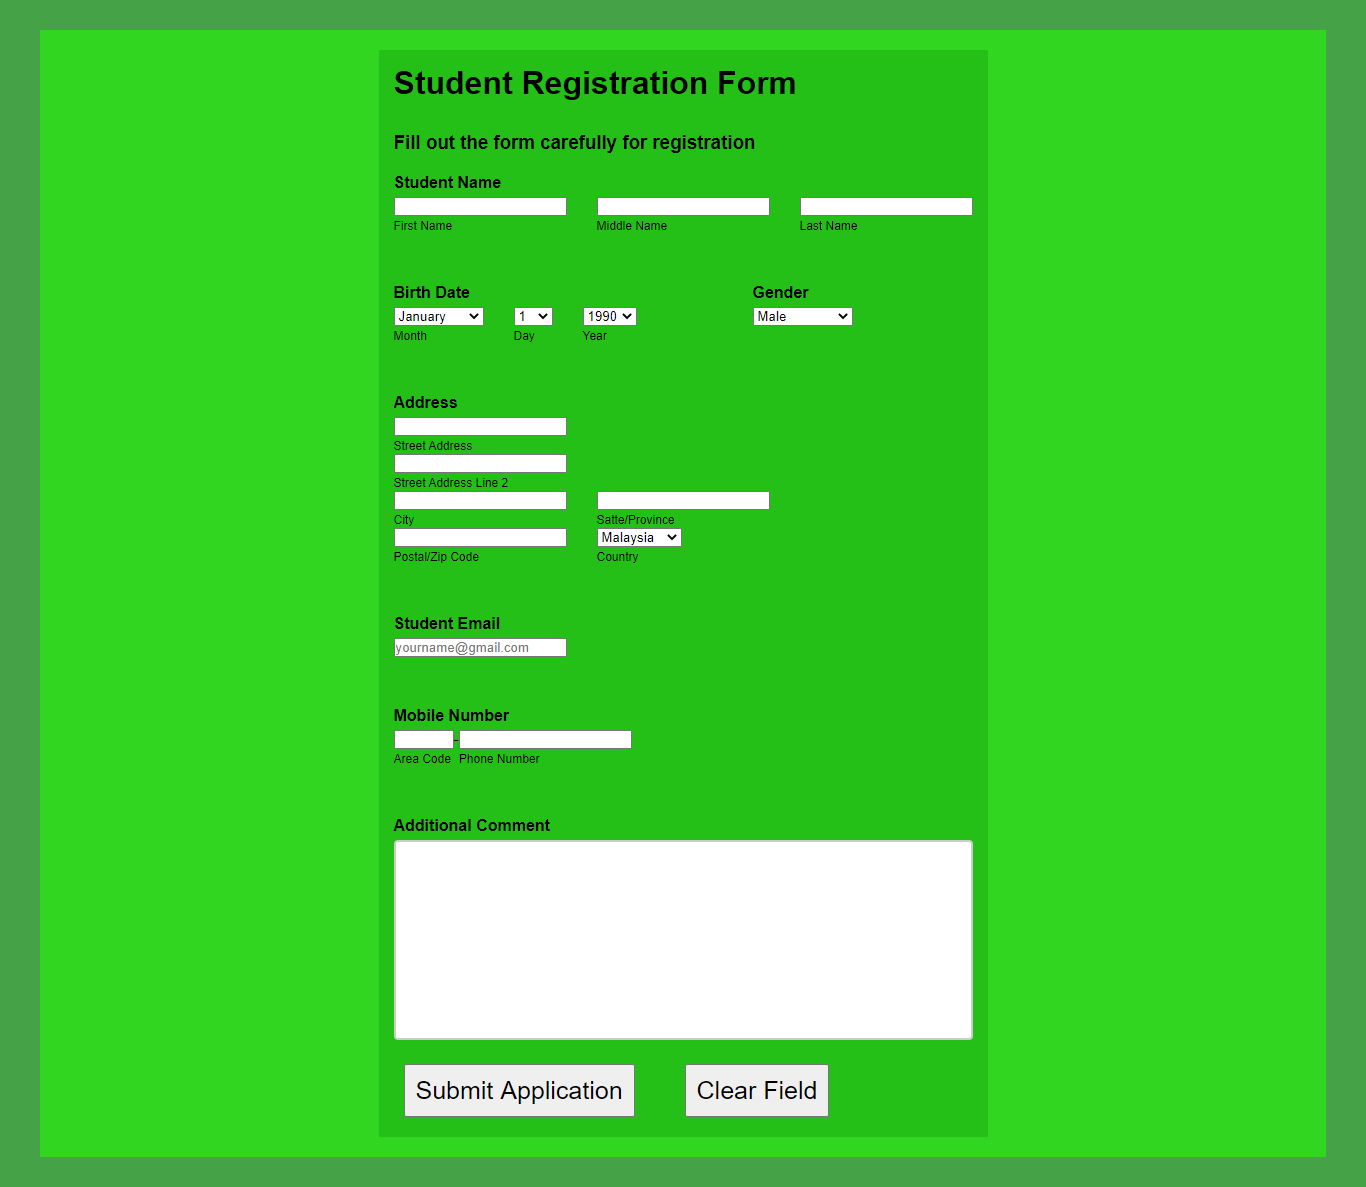 Student Registration Form
Fill out the form carefully for registration
Student Name
First Name Middle Name Last Name
Birth Date Gender
January 1 1990 Male
Month Day Year
Address
Street Address
Street Address Line 2
City Satte/Province
Malaysia
Postal/Zip Code Country
Student Email
yourname@gmail.com
Mobile Number
-
Area Code Phone Number
Additional Comment
Submit Application Clear Field